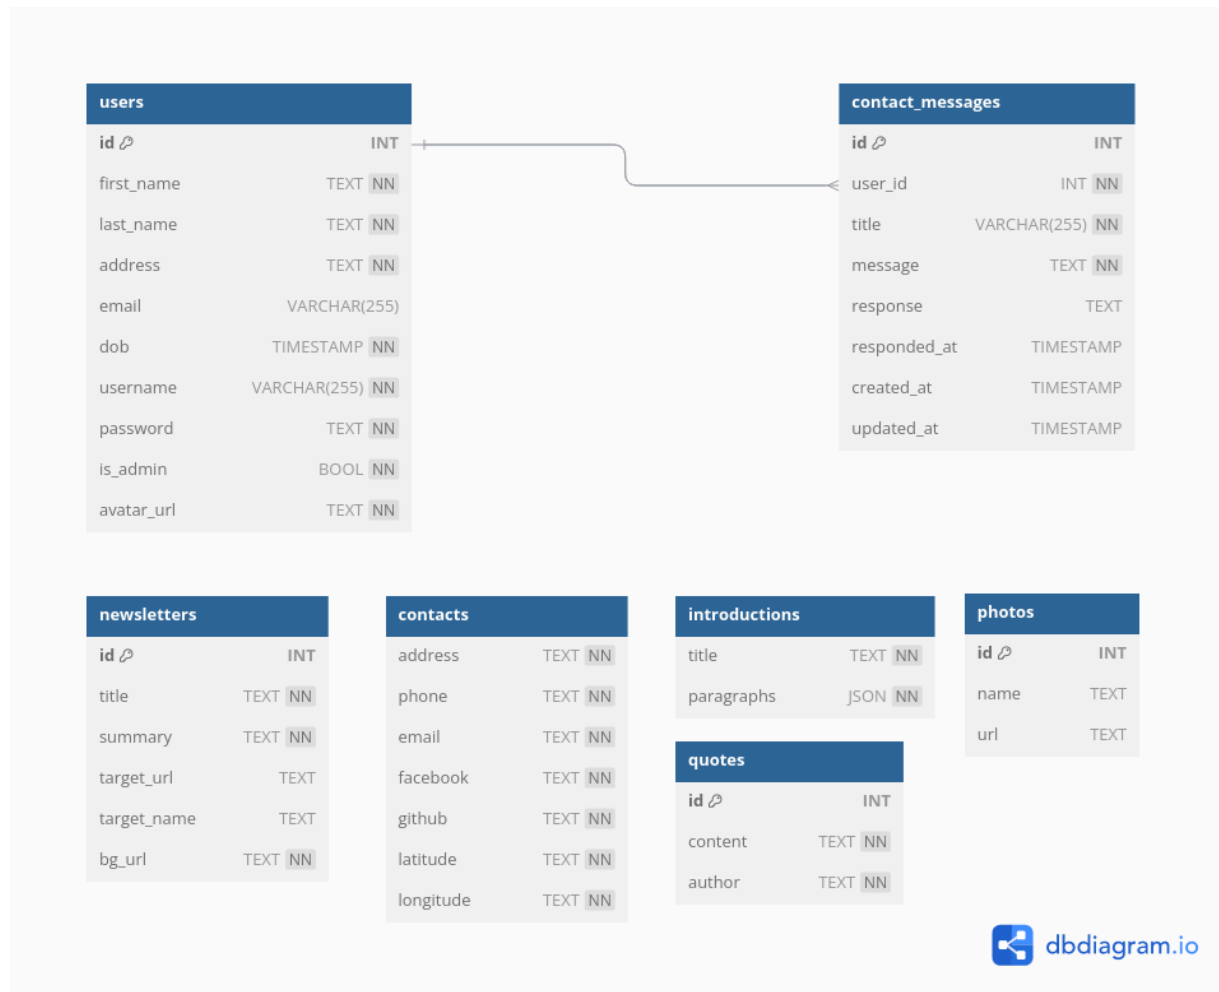 users
id INT
first_name TEXT NN
last_name TEXT NN
address TEXT NN
email VARCHAR(255)
dob TIMESTAMP NN
username VARCHAR(255) NN
password TEXT NN
is_admin BOOL NN
avatar_url TEXT NN
contact_messages
id INT
user_id INT NN
title VARCHAR(255) NN
message TEXT NN
response TEXT
responded_at TIMESTAMP
created_at TIMESTAMP
updated_at TIMESTAMP
newsletters
id INT
title TEXT NN
summary TEXT NN
target_url TEXT
target_name TEXT
bg_url TEXT NN
contacts
address TEXT NN
phone TEXT NN
email TEXT NN
facebook TEXT NN
github TEXT NN
latitude TEXT NN
longitude TEXT NN
introductions
title TEXT NN
paragraphs JSON NN
quotes
id INT
content TEXT NN
author TEXT NN
photos
id INT
name TEXT
url TEXT
dbdiagram.io